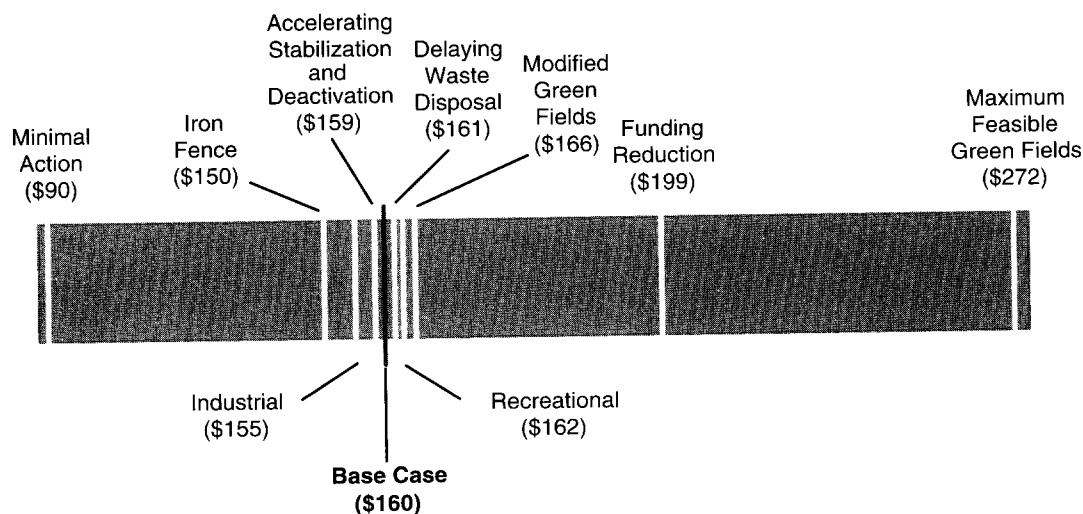 Minimal
Action
($90)
Iron
Fence
($150)
Accelerating
Stabilization
and
Deactivation
($159)
Delaying
Waste
Disposal
($161)
Modified
Green
Fields
($166)
Funding
Reduction
($199)
Maximum
Feasible
Green Fields
($272)
Industrial
($155)
Base Case
($160)
Recreational
($162)